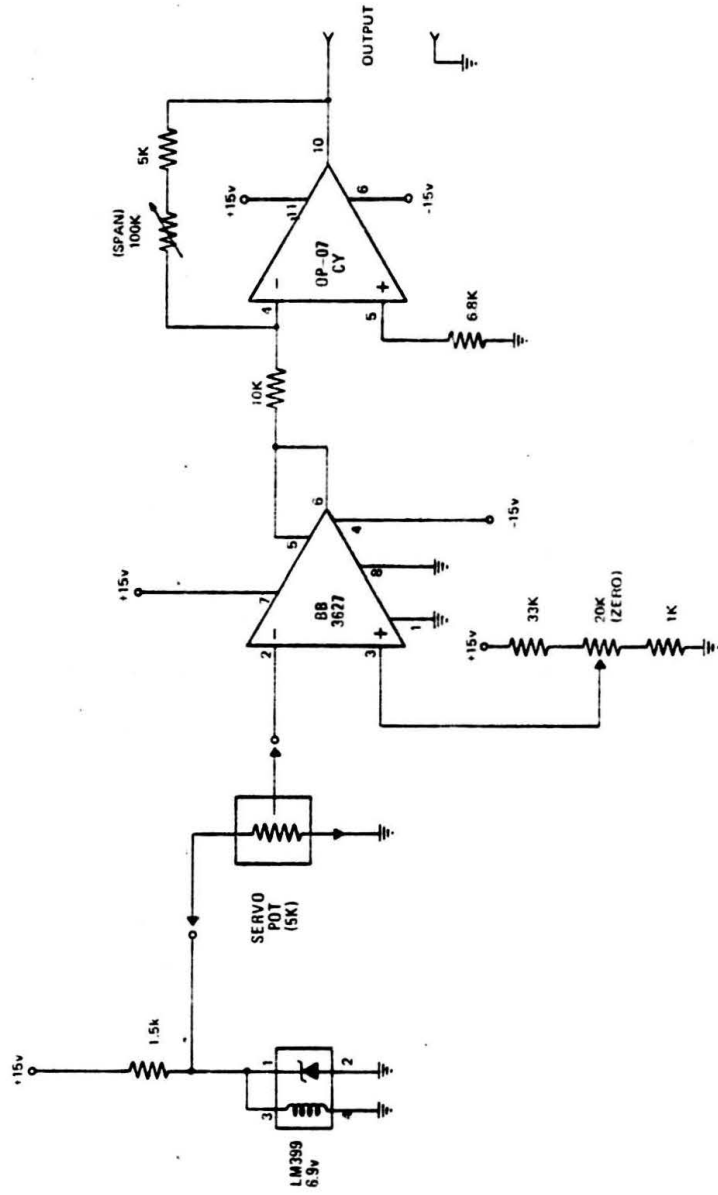 +15v
1.5k
LM399
6.9v
3
1
4
2
SERVO
POT
(5K)
+15v
2
7
BB
3627
5
6
3
1
8
4
-15v
+15v
33K
20K
(ZERO)
1K
10K
(SPAN)
100K
5K
+15v
4
11
OP-07
CY
10
5
6
-15v
6.8K
OUTPUT